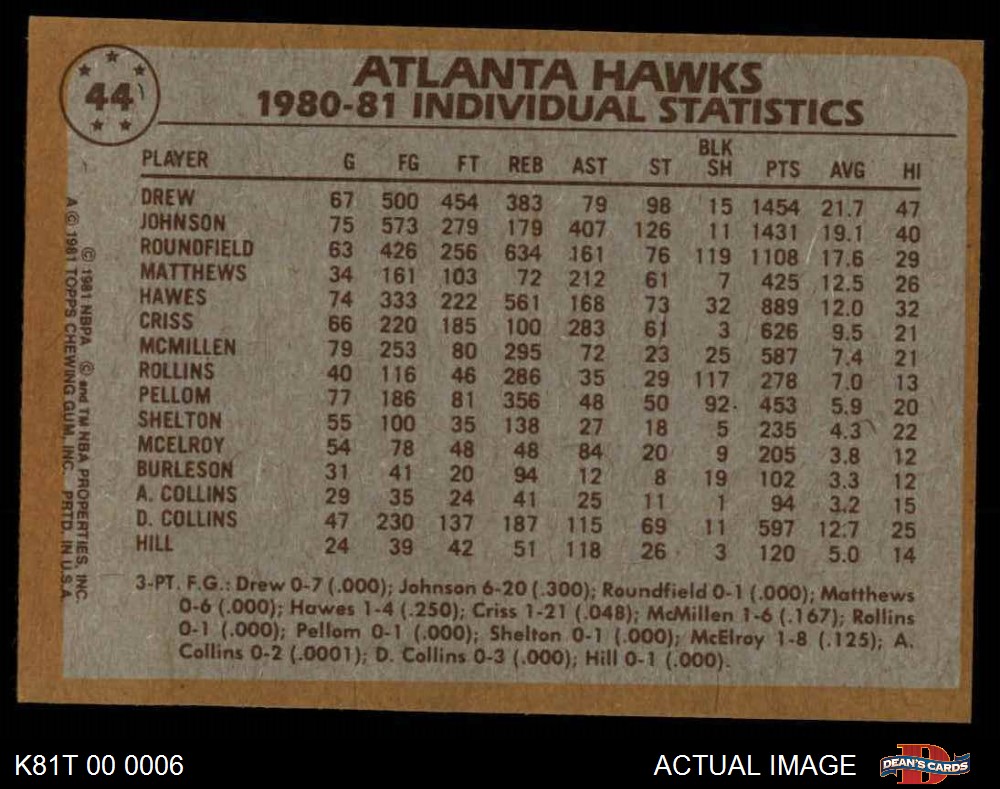 44
ATLANTA HAWKS
1980-81 INDIVIDUAL STATISTICS
PLAYER G FG FT REB AST ST BLK SH PTS AVG HI
DREW 67 500 454 383 79 98 15 1454 21.7 47
JOHNSON 75 573 279 179 407 126 11 1431 19.1 40
ROUNDFIELD 63 426 256 634 161 76 119 1108 17.6 29
MATTHEWS 34 161 103 72 212 61 7 425 12.5 26
HAWES 74 333 222 561 168 73 32 889 12.0 32
CRISS 66 220 185 100 283 61 3 626 9.5 21
MCMILLEN 79 253 80 295 72 23 25 587 7.4 21
ROLLINS 40 116 46 286 35 29 117 278 7.0 13
PELLOM 77 186 81 356 48 50 92 453 5.9 20
SHELTON 55 100 35 138 27 18 5 235 4.3 22
MCELROY 54 78 48 48 84 20 9 205 3.8 12
BURLESON 31 41 20 94 12 8 19 102 3.3 12
A. COLLINS 29 35 24 41 25 11 1 94 3.2 15
D. COLLINS 47 230 137 187 115 69 11 597 12.7 25
HILL 24 39 42 51 118 26 3 120 5.0 14
3-PT. F.G.: Drew 0-7 (.000); Johnson 6-20 (.300); Roundfield 0-1 (.000); Matthews
0-6 (.000); Hawes 1-4 (.250); Criss 1-21 (.048); McMillen 1-6 (.167); Rollins
0-1 (.000); Pellom 0-1 (.000); Shelton 0-1 (.000); McElroy 1-8 (.125); A.
Collins 0-2 (.0001); D. Collins 0-3 (.000); Hill 0-1 (.000).
© 1981 NBPA © and TM NBA PROPERTIES, INC.
A © 1981 TOPPS CHEWING GUM, INC. PRTD. IN U.S.A.
K81T 00 0006
ACTUAL IMAGE
D
DEAN'S CARDS